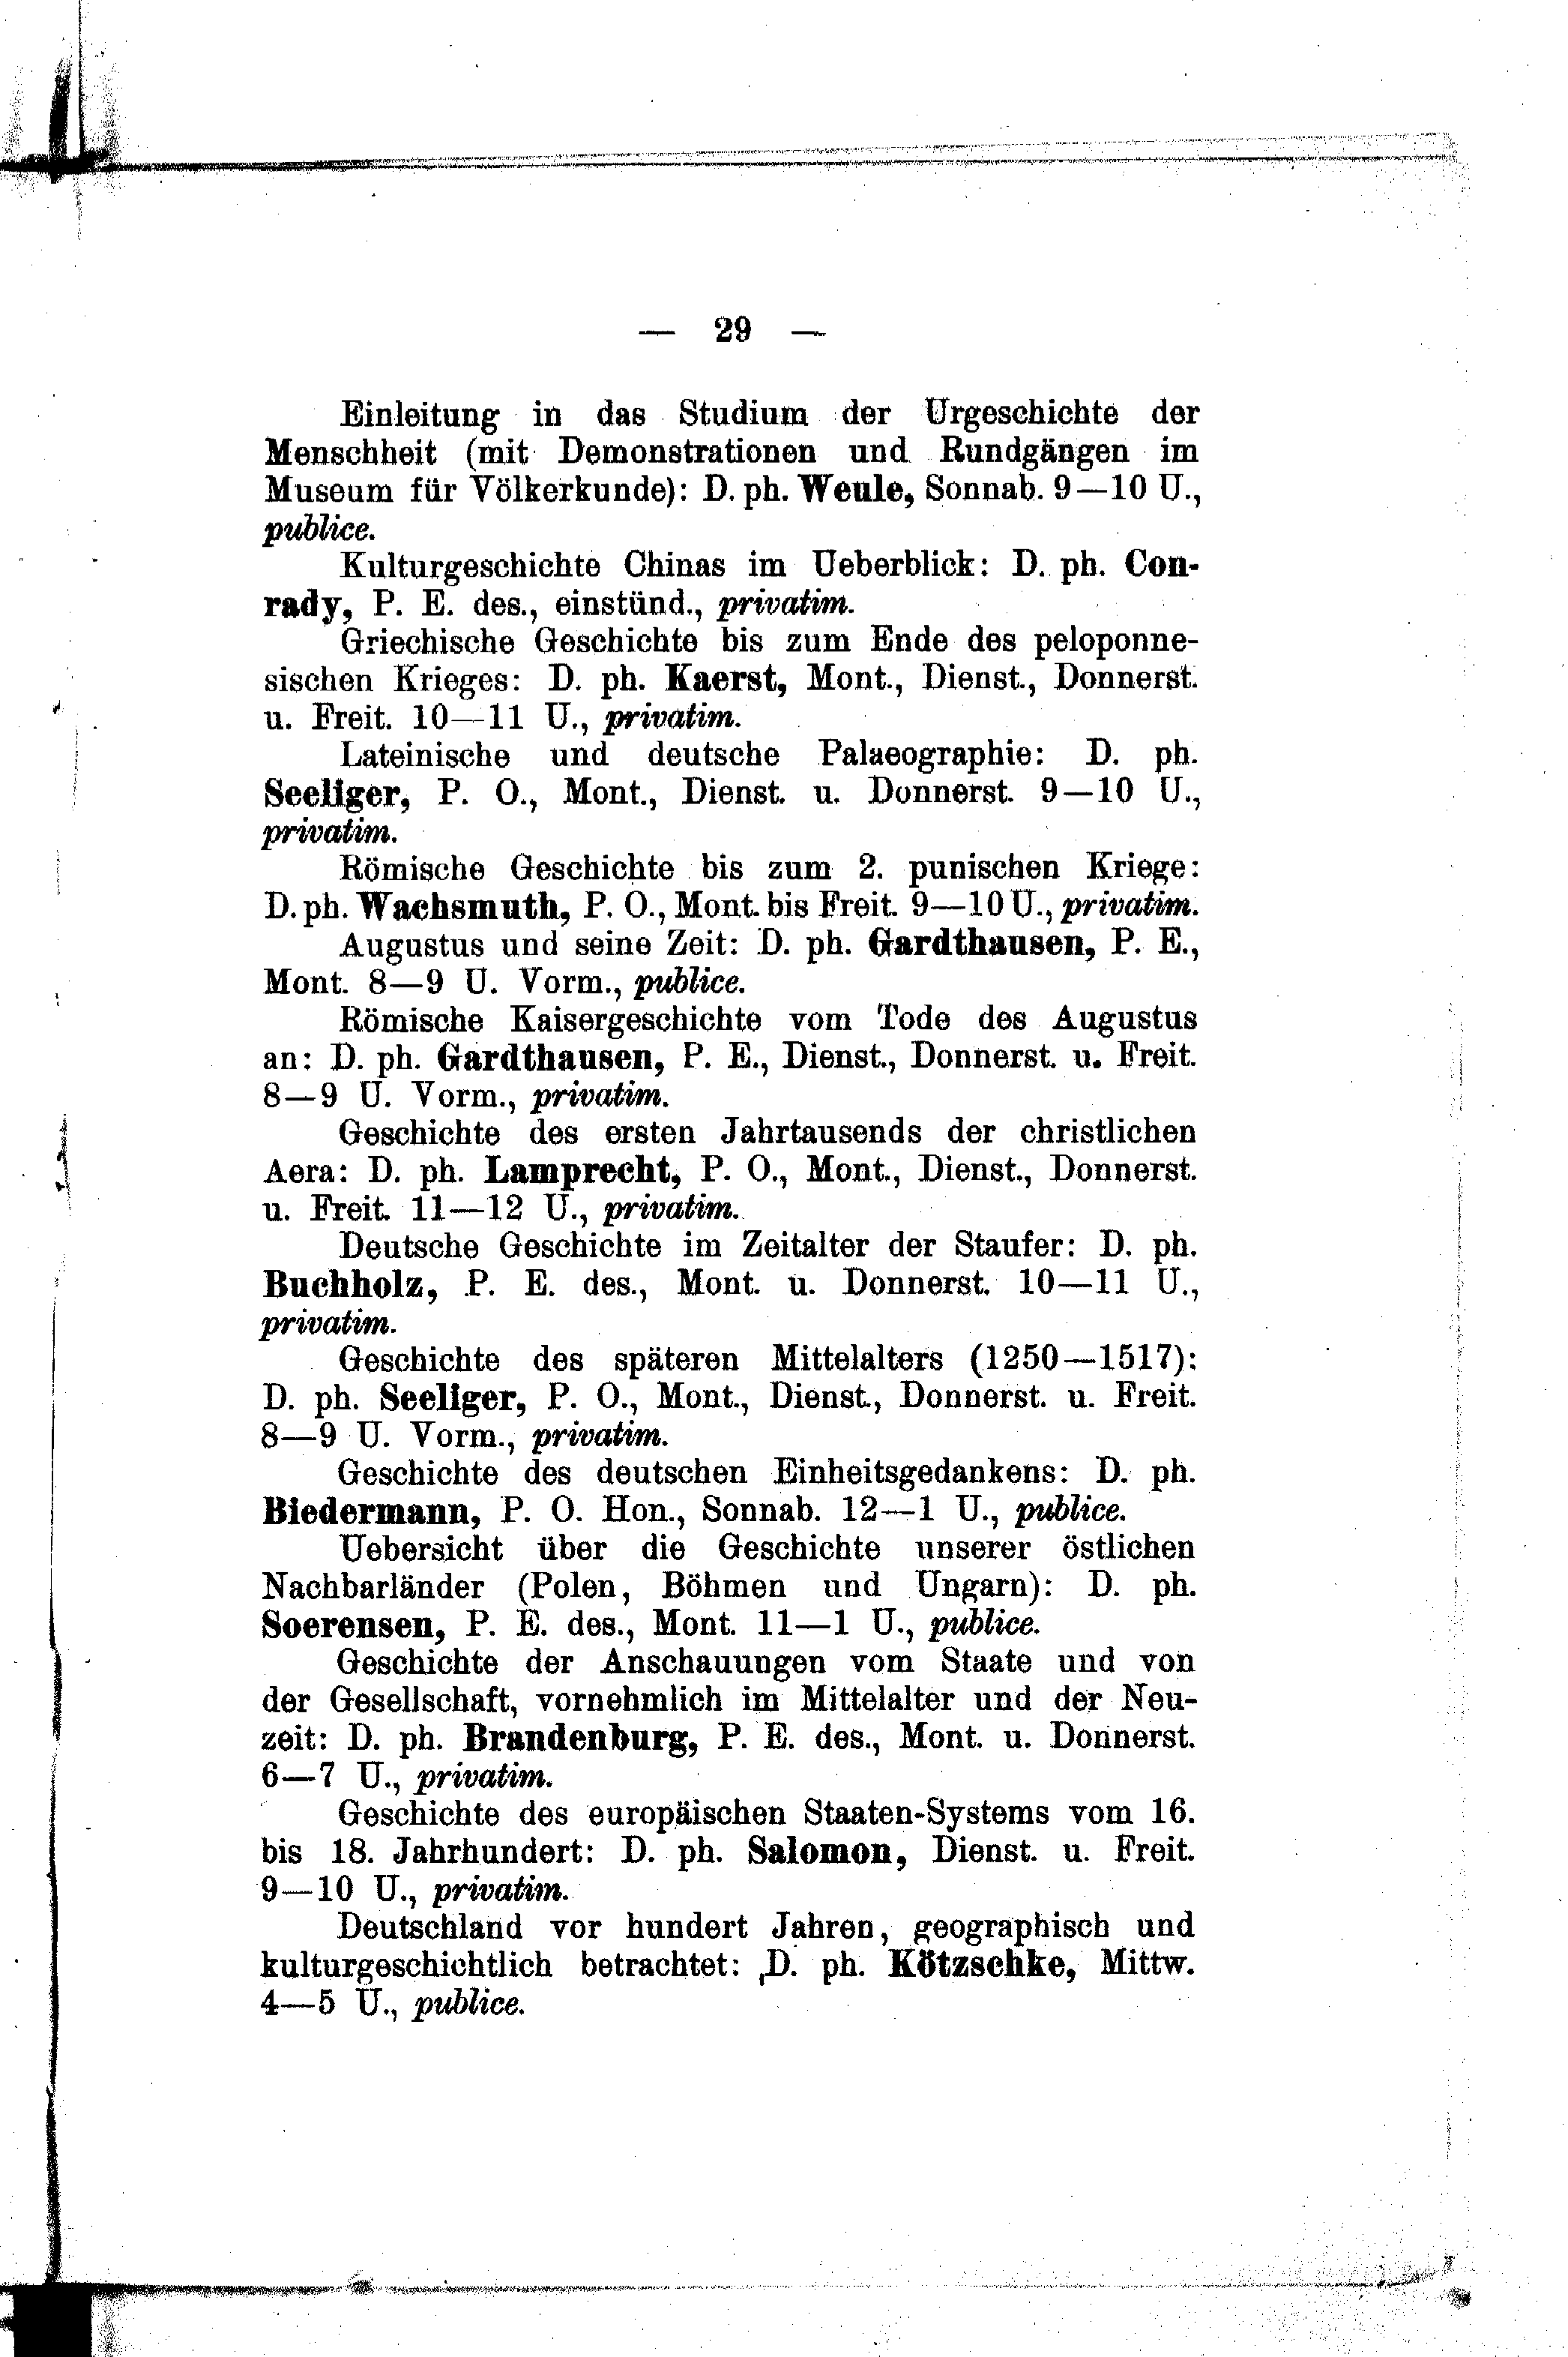 — 29 —
Einleitung in das Studium der Urgeschichte der
Menschheit (mit Demonstrationen und Rundgängen im
Museum für Völkerkunde): D. ph. Weule, Sonnab. 9—10 U.,
publice.
Kulturgeschichte Chinas im Ueberblick: D. ph. Con-
rady, P. E. des., einstünd., privatim.
Griechische Geschichte bis zum Ende des peloponne-
sischen Krieges: D. ph. Kaerst, Mont., Dienst., Donnerst.
u. Freit. 10—11 U., privatim.
Lateinische und deutsche Palaeographie: D. ph.
Seeliger, P. O., Mont., Dienst. u. Donnerst. 9—10 U.,
privatim.
Römische Geschichte bis zum 2. punischen Kriege:
D. ph. Wachsmuth, P. O., Mont. bis Freit. 9—10 U., privatim.
Augustus und seine Zeit: D. ph. Gardthausen, P. E.,
Mont. 8—9 U. Vorm., publice.
Römische Kaisergeschichte vom Tode des Augustus
an: D. ph. Gardthausen, P. E., Dienst., Donnerst. u. Freit.
8—9 U. Vorm., privatim.
Geschichte des ersten Jahrtausends der christlichen
Aera: D. ph. Lamprecht, P. O., Mont., Dienst., Donnerst.
u. Freit. 11—12 U., privatim.
Deutsche Geschichte im Zeitalter der Staufer: D. ph.
Buchholz, P. E. des., Mont. u. Donnerst. 10—11 U.,
privatim.
Geschichte des späteren Mittelalters (1250—1517):
D. ph. Seeliger, P. O., Mont., Dienst., Donnerst. u. Freit.
8—9 U. Vorm., privatim.
Geschichte des deutschen Einheitsgedankens: D. ph.
Biedermann, P. O. Hon., Sonnab. 12—1 U., publice.
Uebersicht über die Geschichte unserer östlichen
Nachbarländer (Polen, Böhmen und Ungarn): D. ph.
Soerensen, P. E. des., Mont. 11—1 U., publice.
Geschichte der Anschauungen vom Staate und von
der Gesellschaft, vornehmlich im Mittelalter und der Neu-
zeit: D. ph. Brandenburg, P. E. des., Mont. u. Donnerst.
6—7 U., privatim.
Geschichte des europäischen Staaten-Systems vom 16.
bis 18. Jahrhundert: D. ph. Salomon, Dienst. u. Freit.
9—10 U., privatim.
Deutschland vor hundert Jahren, geographisch und
kulturgeschichtlich betrachtet: D. ph. Kötzschke, Mittw.
4—5 U., publice.